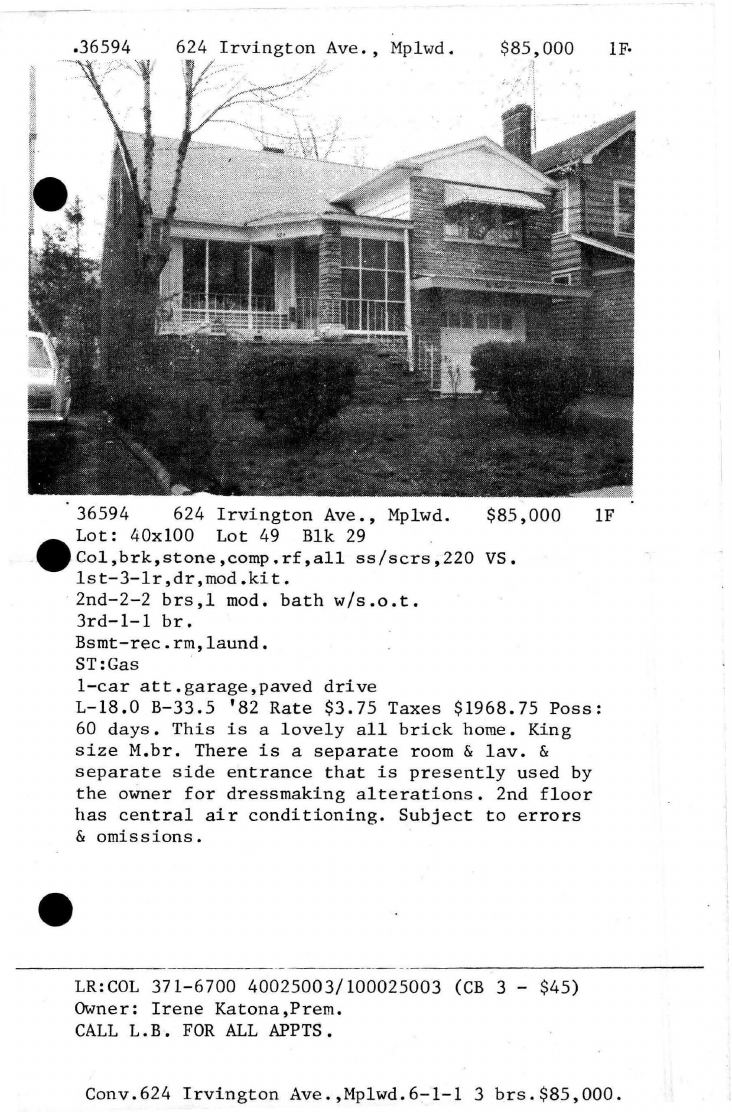 .36594 624 Irvington Ave., Mplwd. $85,000 1F.
36594 624 Irvington Ave., Mplwd. $85,000 1F
Lot: 40x100 Lot 49 Blk 29
Col,brk,stone,comp.rf,all ss/scrs,220 VS.
1st-3-lr,dr,mod.kit.
2nd-2-2 brs,1 mod. bath w/s.o.t.
3rd-1-1 br.
Bsmt-rec.rm,laund.
ST:Gas
1-car att.garage,paved drive
L-18.0 B-33.5 '82 Rate $3.75 Taxes $1968.75 Poss:
60 days. This is a lovely all brick home. King
size M.br. There is a separate room & lav. &
separate side entrance that is presently used by
the owner for dressmaking alterations. 2nd floor
has central air conditioning. Subject to errors
& omissions.
LR:COL 371-6700 40025003/100025003 (CB 3 - $45)
Owner: Irene Katona,Prem.
CALL L.B. FOR ALL APPTS.
Conv.624 Irvington Ave.,Mplwd.6-1-1 3 brs.$85,000.